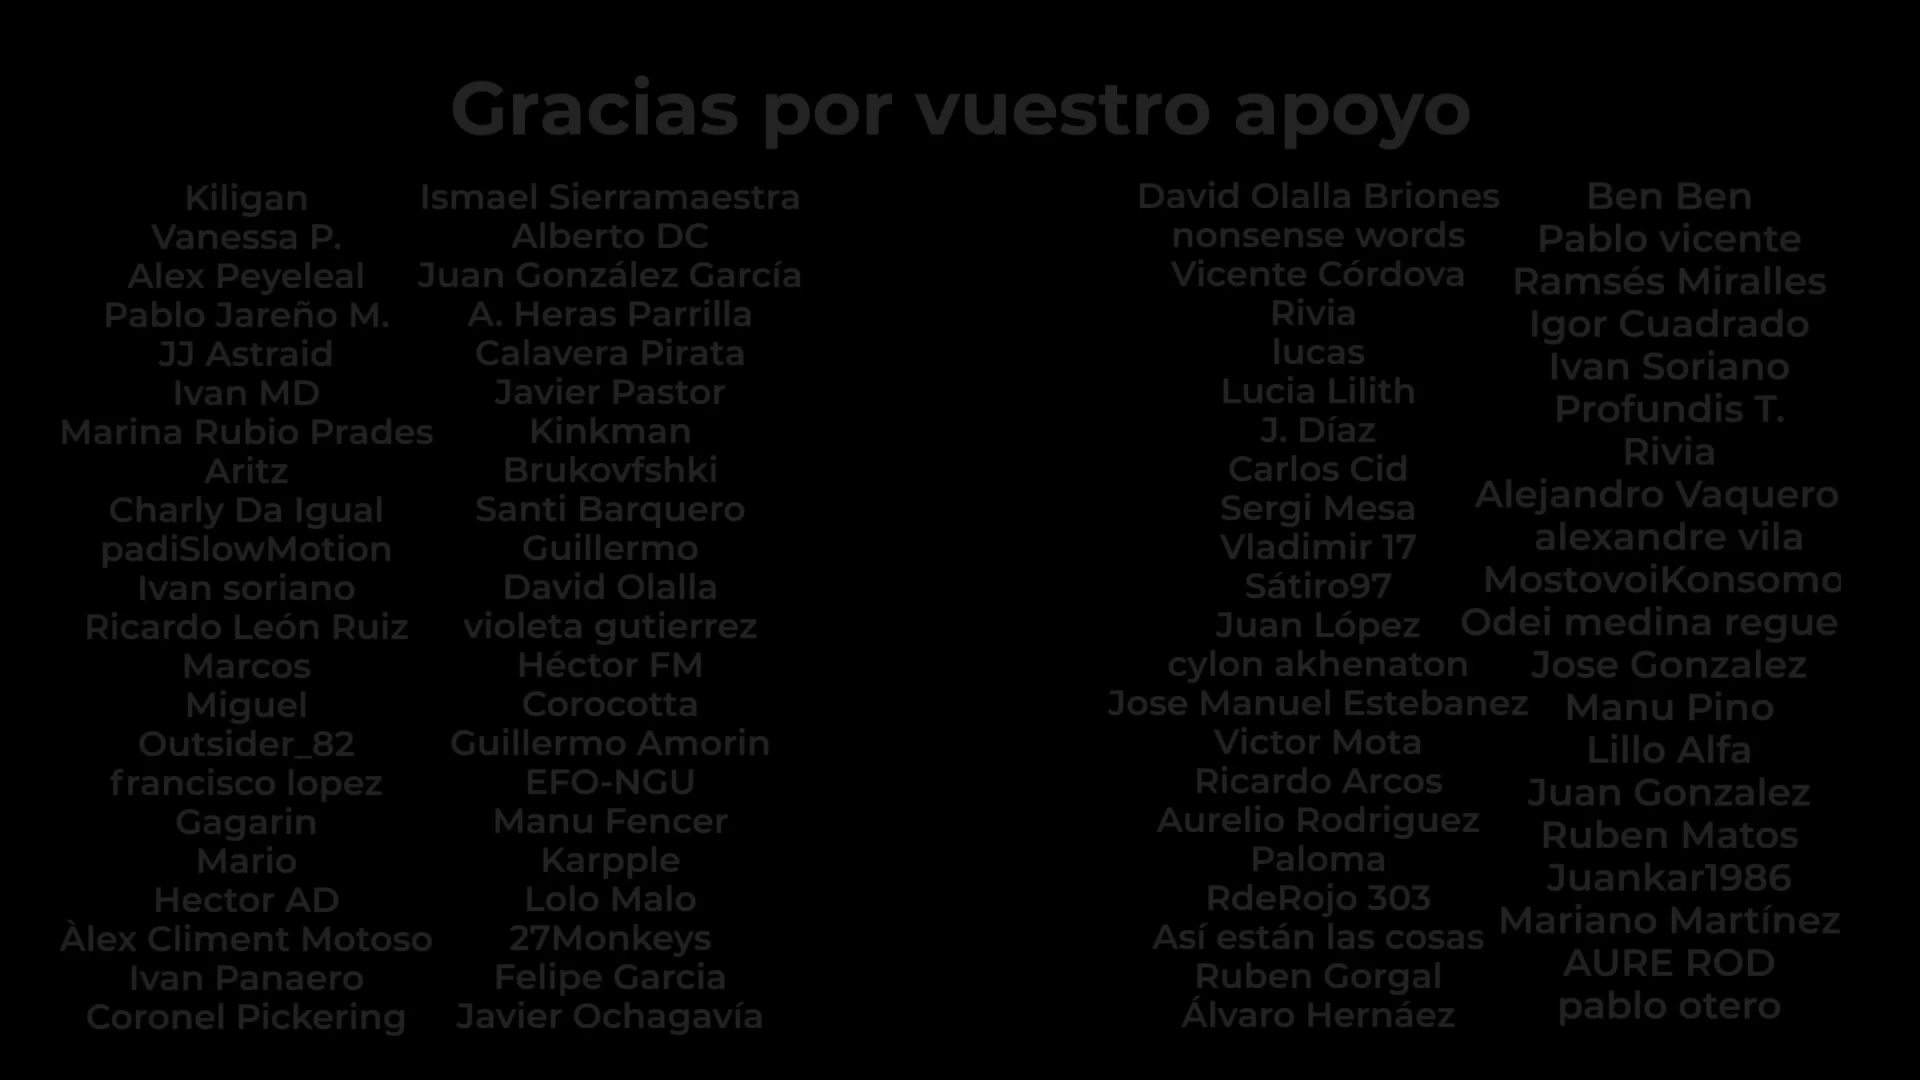 Gracias por vuestro apoyo
Kiligan
Vanessa P.
Alex Peyeleal
Pablo Jareño M.
JJ Astraid
Ivan MD
Marina Rubio Prades
Aritz
Charly Da Igual
padiSlowMotion
Ivan soriano
Ricardo León Ruiz
Marcos
Miguel
Outsider_82
francisco lopez
Gagarin
Mario
Hector AD
Àlex Climent Motoso
Ivan Panaero
Coronel Pickering
Ismael Sierramaestra
Alberto DC
Juan González García
A. Heras Parrilla
Calavera Pirata
Javier Pastor
Kinkman
Brukovfshki
Santi Barquero
Guillermo
David Olalla
violeta gutierrez
Héctor FM
Corocotta
Guillermo Amorin
EFO-NGU
Manu Fencer
Karpple
Lolo Malo
27Monkeys
Felipe Garcia
Javier Ochagavía
David Olalla Briones
nonsense words
Vicente Córdova
Rivia
lucas
Lucia Lilith
J. Díaz
Carlos Cid
Sergi Mesa
Vladimir 17
Sátiro97
Juan López
cylon akhenaton
Jose Manuel Estebanez
Victor Mota
Ricardo Arcos
Aurelio Rodriguez
Paloma
RdeRojo 303
Así están las cosas
Ruben Gorgal
Álvaro Hernáez
Ben Ben
Pablo vicente
Ramsés Miralles
Igor Cuadrado
Ivan Soriano
Profundis T.
Rivia
Alejandro Vaquero
alexandre vila
MostovoiKonsomo
Odei medina regue
Jose Gonzalez
Manu Pino
Lillo Alfa
Juan Gonzalez
Ruben Matos
Juankar1986
Mariano Martínez
AURE ROD
pablo otero